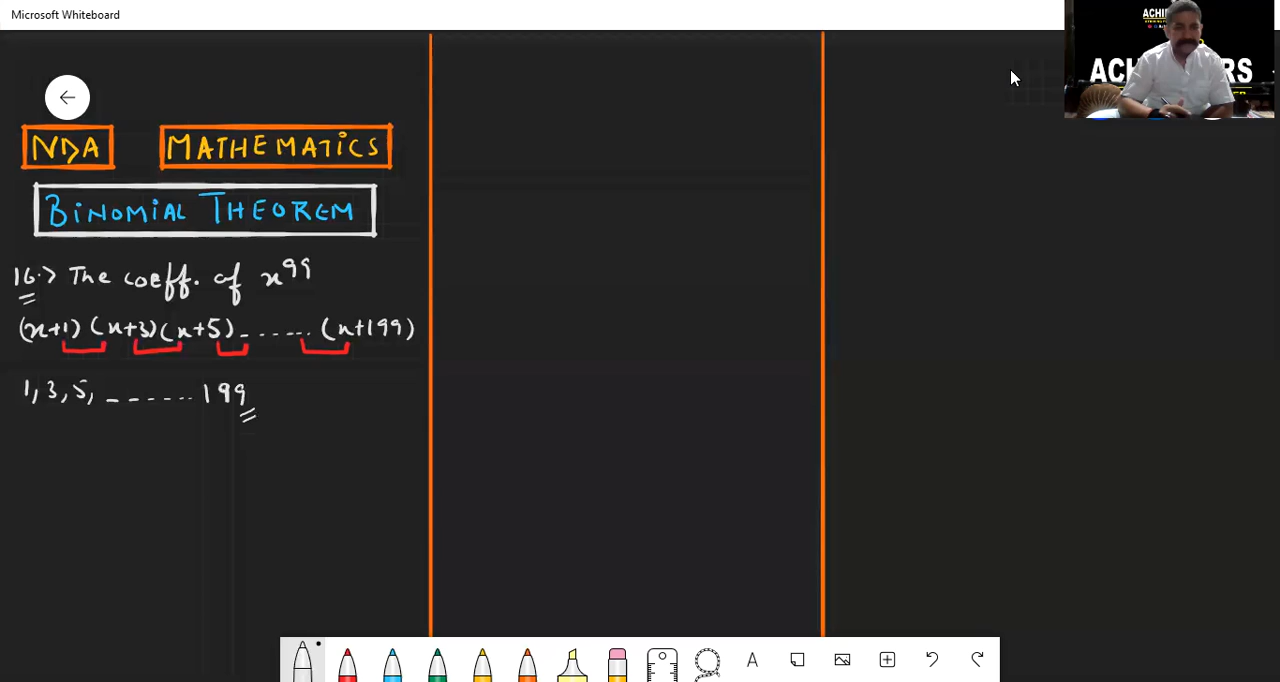 Microsoft Whiteboard
NDA MATHEMATICS
BINOMIAL THEOREM
16.> The coeff. of x^99
(x+1) (x+3)(x+5)_ ...... (x+199)
1, 3, 5, _ _ _ _ _ ... 199
A